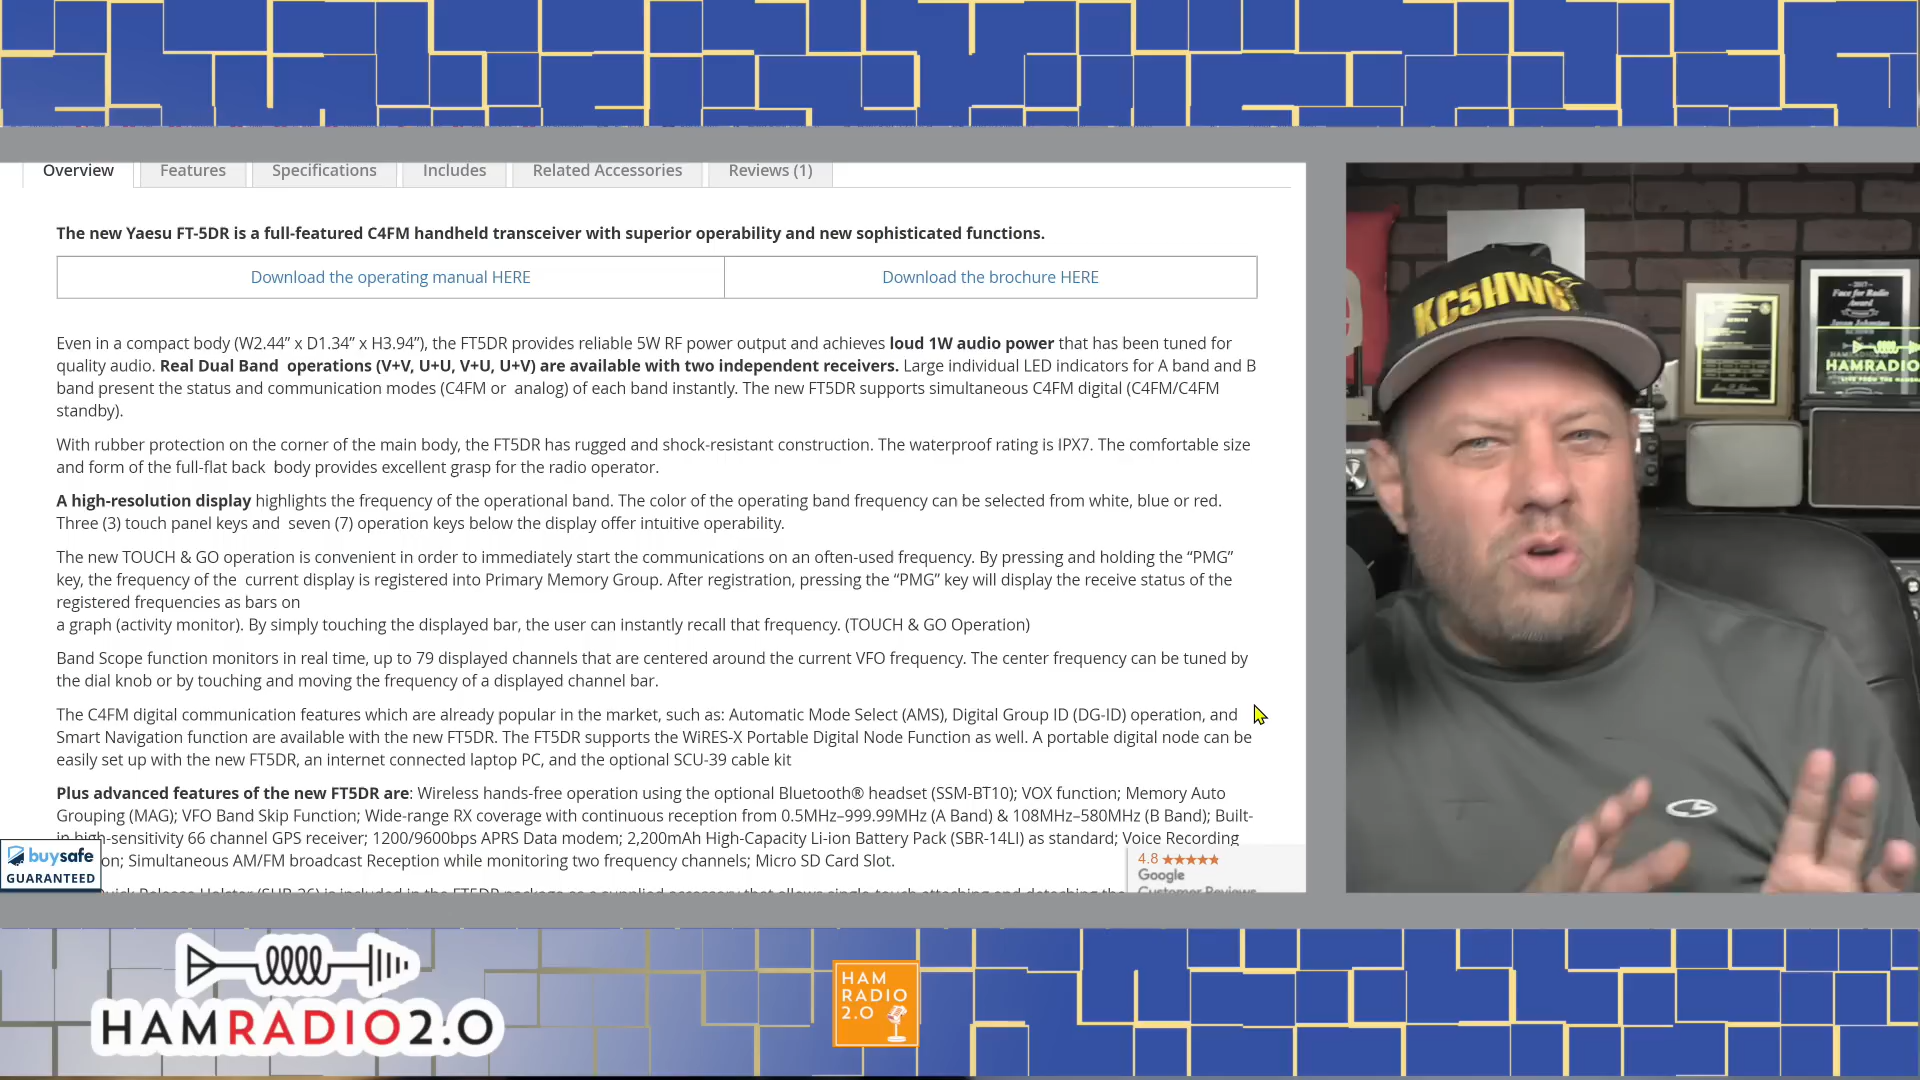 Overview
Features
Specifications
Includes
Related Accessories
Reviews (1)
The new Yaesu FT-5DR is a full-featured C4FM handheld transceiver with superior operability and new sophisticated functions.
Download the operating manual HERE
Download the brochure HERE
Even in a compact body (W2.44” x D1.34” x H3.94”), the FT5DR provides reliable 5W RF power output and achieves loud 1W audio power that has been tuned for
quality audio. Real Dual Band operations (V+V, U+U, V+U, U+V) are available with two independent receivers. Large individual LED indicators for A band and B
band present the status and communication modes (C4FM or analog) of each band instantly. The new FT5DR supports simultaneous C4FM digital (C4FM/C4FM
standby).
With rubber protection on the corner of the main body, the FT5DR has rugged and shock-resistant construction. The waterproof rating is IPX7. The comfortable size
and form of the full-flat back body provides excellent grasp for the radio operator.
A high-resolution display highlights the frequency of the operational band. The color of the operating band frequency can be selected from white, blue or red.
Three (3) touch panel keys and seven (7) operation keys below the display offer intuitive operability.
The new TOUCH & GO operation is convenient in order to immediately start the communications on an often-used frequency. By pressing and holding the “PMG”
key, the frequency of the current display is registered into Primary Memory Group. After registration, pressing the “PMG” key will display the receive status of the
registered frequencies as bars on
a graph (activity monitor). By simply touching the displayed bar, the user can instantly recall that frequency. (TOUCH & GO Operation)
Band Scope function monitors in real time, up to 79 displayed channels that are centered around the current VFO frequency. The center frequency can be tuned by
the dial knob or by touching and moving the frequency of a displayed channel bar.
The C4FM digital communication features which are already popular in the market, such as: Automatic Mode Select (AMS), Digital Group ID (DG-ID) operation, and
Smart Navigation function are available with the new FT5DR. The FT5DR supports the WiRES-X Portable Digital Node Function as well. A portable digital node can be
easily set up with the new FT5DR, an internet connected laptop PC, and the optional SCU-39 cable kit
Plus advanced features of the new FT5DR are: Wireless hands-free operation using the optional Bluetooth® headset (SSM-BT10); VOX function; Memory Auto
Grouping (MAG); VFO Band Skip Function; Wide-range RX coverage with continuous reception from 0.5MHz–999.99MHz (A Band) & 108MHz–580MHz (B Band); Built-
in high-sensitivity 66 channel GPS receiver; 1200/9600bps APRS Data modem; 2,200mAh High-Capacity Li-ion Battery Pack (SBR-14LI) as standard; Voice Recording
on; Simultaneous AM/FM broadcast Reception while monitoring two frequency channels; Micro SD Card Slot.
buysafe
GUARANTEED
4.8
Google
Customer Reviews
KC5HWB
Face for Radio
Award
HAMRADIO
HAMRADIO2.0
HAM
RADIO
2.0